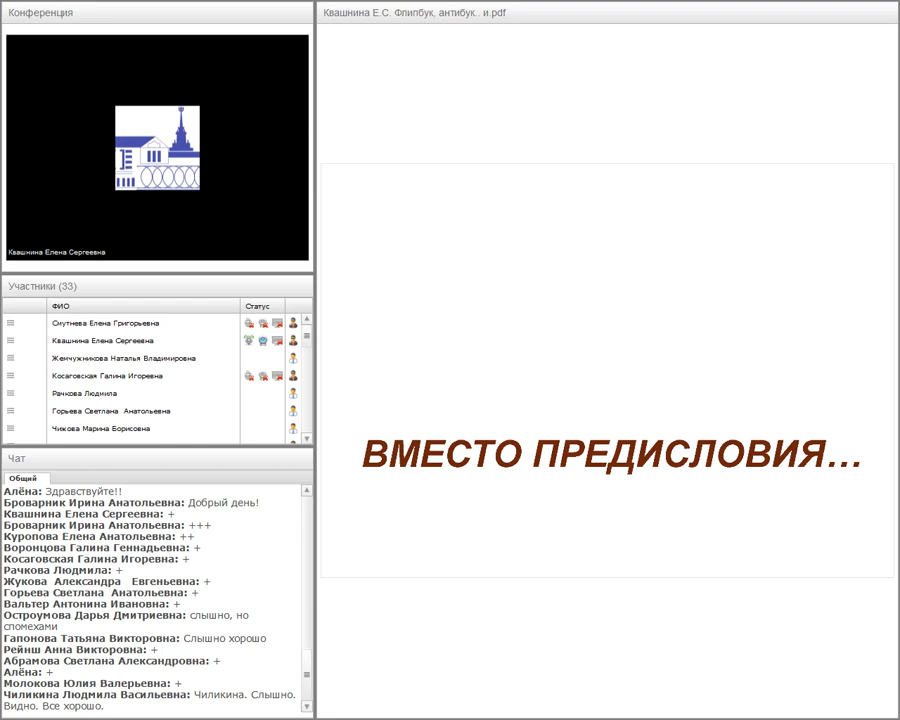 Конференция
Квашнина Елена Сергеевна
Участники (33)
ФИО Статус
Смутнева Елена Григорьевна
Квашнина Елена Сергеевна
Жемчужникова Наталья Владимировна
Косаговская Галина Игоревна
Рачкова Людмила
Горьева Светлана Анатольевна
Чижова Марина Борисовна
Чат
Общий
Алёна: Здравствуйте!!
Броварник Ирина Анатольевна: Добрый день!
Квашнина Елена Сергеевна: +
Броварник Ирина Анатольевна: +++
Куропова Елена Анатольевна: ++
Воронцова Галина Геннадьевна: +
Косаговская Галина Игоревна: +
Рачкова Людмила: +
Жукова Александра Евгеньевна: +
Горьева Светлана Анатольевна: +
Вальтер Антонина Ивановна: +
Остроумова Дарья Дмитриевна: слышно, но
спомехами
Гапонова Татьяна Викторовна: Слышно хорошо
Рейнш Анна Викторовна: +
Абрамова Светлана Александровна: +
Алёна: +
Молокова Юлия Валерьевна: +
Чиликина Людмила Васильевна: Чиликина. Слышно.
Видно. Все хорошо.
Квашнина Е.С. Флипбук, антибук.. и.pdf
ВМЕСТО ПРЕДИСЛОВИЯ...